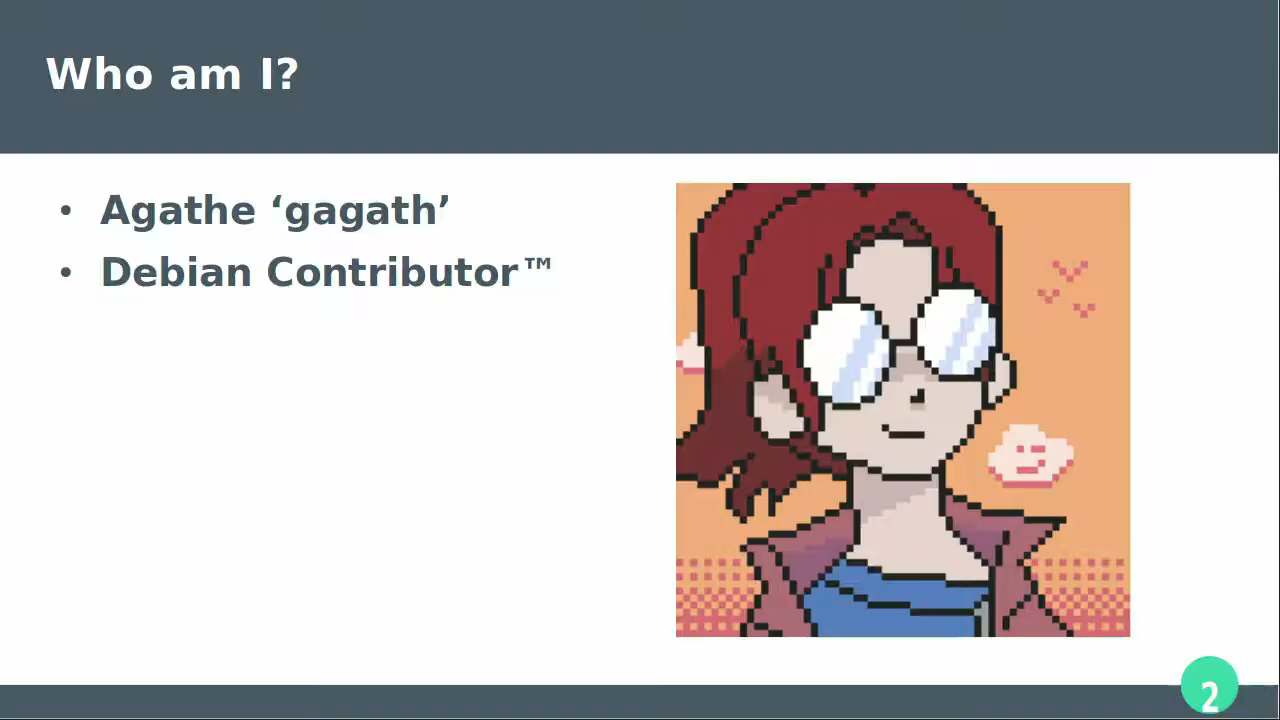 Who am I?
• Agathe ‘gagath’
• Debian Contributor™
2